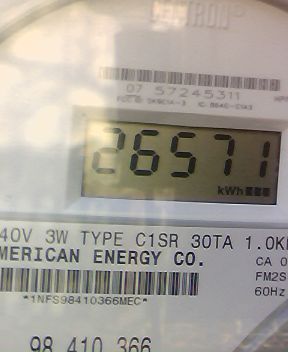 CENTRON
07 57245311
26571
kWh
40V 3W TYPE C1SR 30TA 1.0K
MERICAN ENERGY CO.
CA 0
FM2S
60Hz
*1NFS98410366MEC*
98 410 366